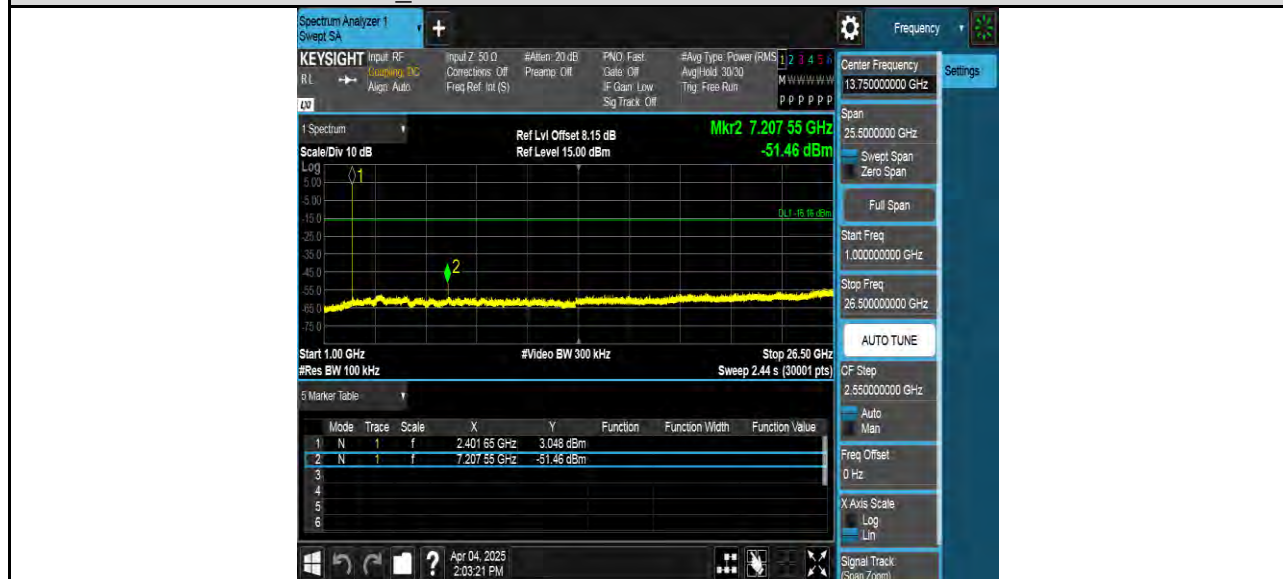 Spectrum Analyzer 1
Swept SA
+
Frequency
KEYSIGHT Input: RF
RL
Coupling: DC
Align: Auto
Input Z: 50 Ω
Corrections: Off
Freq Ref: Int (S)
#Atten: 20 dB
Preamp: Off
PNO: Fast
Gate: Off
IF Gain: Low
Sig Track: Off
#Avg Type: Power (RMS
Avg|Hold: 30/30
Trig: Free Run
1 2 3 4 5 6
M W W W W W
P P P P P P
1 Spectrum
Scale/Div 10 dB
Ref Lvl Offset 8.15 dB
Ref Level 15.00 dBm
Mkr2 7.207 55 GHz
-51.46 dBm
Log
5.00
-5.00
-15.0
-25.0
-35.0
-45.0
-55.0
-65.0
-75.0
1
2
DL1 -16.16 dBm
Start 1.00 GHz
#Video BW 300 kHz
Stop 26.50 GHz
#Res BW 100 kHz
Sweep 2.44 s (30001 pts)
5 Marker Table
Mode Trace Scale X Y Function Function Width Function Value
1 N 1 f 2.401 65 GHz 3.048 dBm
2 N 1 f 7.207 55 GHz -51.46 dBm
3
4
5
6
?
Apr 04, 2025
2:03:21 PM
Center Frequency
13.750000000 GHz
Settings
Span
25.5000000 GHz
Swept Span
Zero Span
Full Span
Start Freq
1.000000000 GHz
Stop Freq
26.500000000 GHz
AUTO TUNE
CF Step
2.550000000 GHz
Auto
Man
Freq Offset
0 Hz
X Axis Scale
Log
Lin
Signal Track
(Span Zoom)